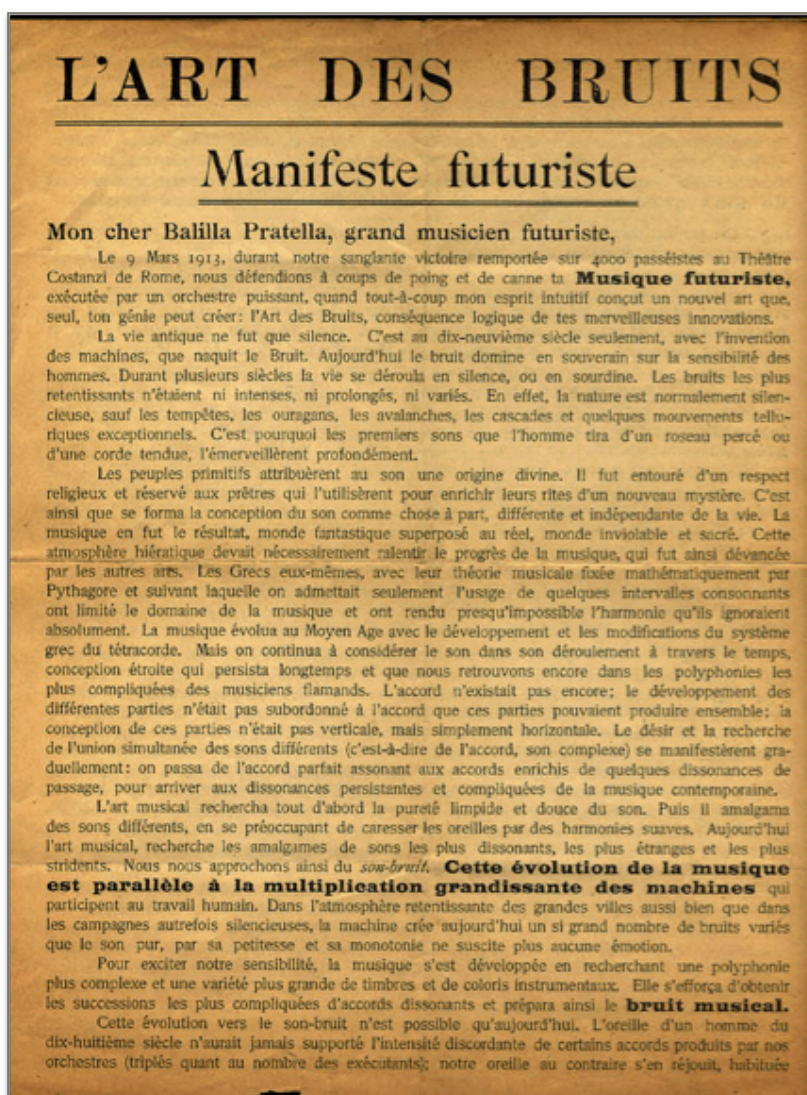 L'ART DES BRUITS
Manifeste futuriste
Mon cher Balilla Pratella, grand musicien futuriste,
Le 9 Mars 1913, durant notre sanglante victoire remportée sur 4000 passéistes au Théâtre
Costanzi de Rome, nous défendions à coups de poing et de canne ta Musique futuriste,
exécutée par un orchestre puissant, quand tout-à-coup mon esprit intuitif conçut un nouvel art que,
seul, ton génie peut créer: l'Art des Bruits, conséquence logique de tes merveilleuses innovations.
La vie antique ne fut que silence. C'est au dix-neuvième siècle seulement, avec l'invention
des machines, que naquit le Bruit. Aujourd'hui le bruit domine en souverain sur la sensibilité des
hommes. Durant plusieurs siècles la vie se déroula en silence, ou en sourdine. Les bruits les plus
retentissants n'étaient ni intenses, ni prolongés, ni variés. En effet, la nature est normalement silen-
cieuse, sauf les tempêtes, les ouragans, les avalanches, les cascades et quelques mouvements tellu-
riques exceptionnels. C'est pourquoi les premiers sons que l'homme tira d'un roseau percé ou
d'une corde tendue, l'émerveillèrent profondément.
Les peuples primitifs attribuèrent au son une origine divine. Il fut entouré d'un respect
religieux et réservé aux prêtres qui l'utilisèrent pour enrichir leurs rites d'un nouveau mystère. C'est
ainsi que se forma la conception du son comme chose à part, différente et indépendante de la vie. La
musique en fut le résultat, monde fantastique superposé au réel, monde inviolable et sacré. Cette
atmosphère hiératique devait nécessairement ralentir le progrès de la musique, qui fut ainsi dévancée
par les autres arts. Les Grecs eux-mêmes, avec leur théorie musicale fixée mathématiquement par
Pythagore et suivant laquelle on admettait seulement l'usage de quelques intervalles consonnants
ont limité le domaine de la musique et ont rendu presqu'impossible l'harmonie qu'ils ignoraient
absolument. La musique évolua au Moyen Age avec le développement et les modifications du système
grec du tétracorde. Mais on continua à considérer le son dans son déroulement à travers le temps,
conception étroite qui persista longtemps et que nous retrouvons encore dans les polyphonies les
plus compliquées des musiciens flamands. L'accord n'existait pas encore; le développement des
différentes parties n'était pas subordonné à l'accord que ces parties pouvaient produire ensemble; la
conception de ces parties n'était pas verticale, mais simplement horizontale. Le désir et la recherche
de l'union simultanée des sons différents (c'est-à-dire de l'accord, son complexe) se manifestèrent gra-
duellement: on passa de l'accord parfait assonant aux accords enrichis de quelques dissonances de
passage, pour arriver aux dissonances persistantes et compliquées de la musique contemporaine.
L'art musical rechercha tout d'abord la pureté limpide et douce du son. Puis il amalgama
des sons différents, en se préoccupant de caresser les oreilles par des harmonies suaves. Aujourd'hui
l'art musical, recherche les amalgames de sons les plus dissonants, les plus étranges et les plus
stridents. Nous nous approchons ainsi du son-bruit. Cette évolution de la musique
est parallèle à la multiplication grandissante des machines qui
participent au travail humain. Dans l'atmosphère retentissante des grandes villes aussi bien que dans
les campagnes autrefois silencieuses, la machine crée aujourd'hui un si grand nombre de bruits variés
que le son pur, par sa petitesse et sa monotonie ne suscite plus aucune émotion.
Pour exciter notre sensibilité, la musique s'est développée en recherchant une polyphonie
plus complexe et une variété plus grande de timbres et de coloris instrumentaux. Elle s'efforça d'obtenir
les successions les plus compliquées d'accords dissonants et prépara ainsi le bruit musical.
Cette évolution vers le son-bruit n'est possible qu'aujourd'hui. L'oreille d'un homme du
dix-huitième siècle n'aurait jamais supporté l'intensité discordante de certains accords produits par nos
orchestres (triplés quant au nombre des exécutants); notre oreille au contraire s'en réjouit, habituée